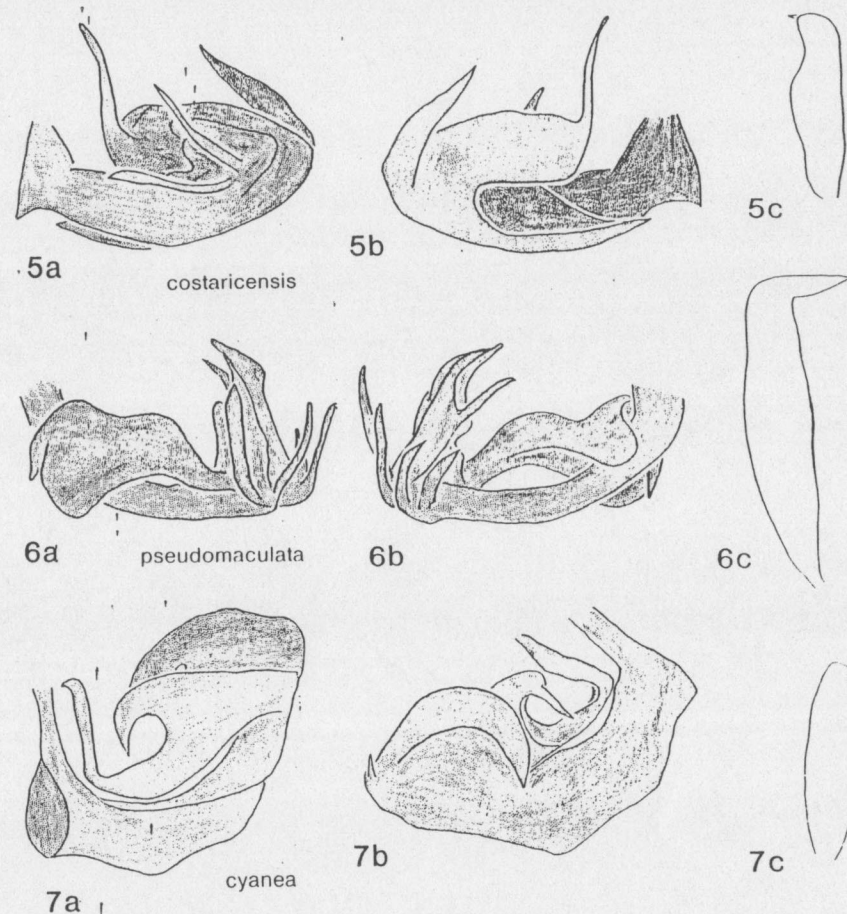 5a
costaricensis
5b
5c
6a
pseudomaculata
6b
6c
7a
cyanea
7b
7c